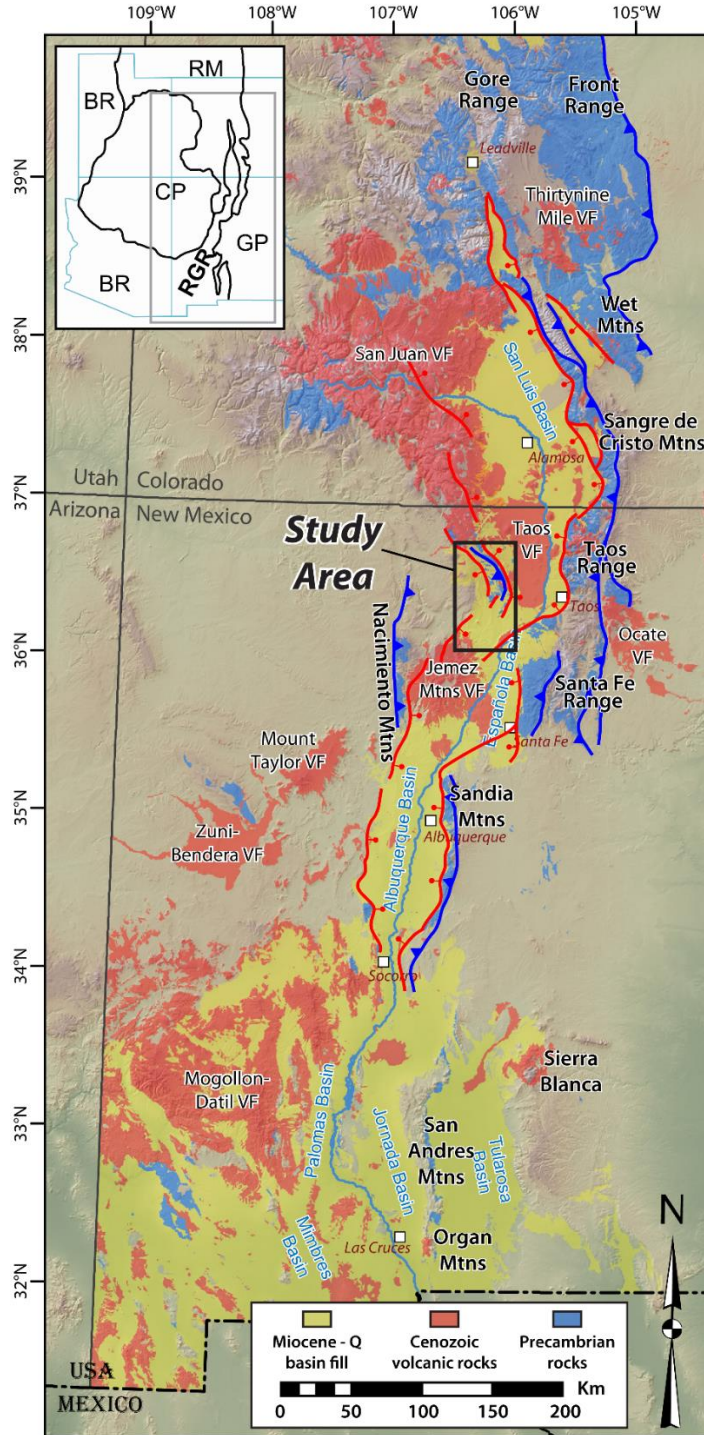 109°W
108°W
107°W
106°W
105°W
RM
BR
CP
GP
RGR
BR
Gore
Range
Front
Range
Leadville
39°N
Thirtynine
Mile VF
Wet
Mtns
38°N
San Juan VF
San Luis Basin
Sangre de
Cristo Mtns
Alamosa
Utah
Colorado
37°N
Arizona
New Mexico
Study
Area
Taos
VF
Taos
Range
Taos
Nacimiento Mtns
Ocate
VF
36°N
Jemez
Mtns VF
Española Basin
Santa Fe
Range
Santa Fe
Mount
Taylor VF
35°N
Albuquerque Basin
Sandia
Mtns
Albuquerque
Zuni-
Bendera VF
34°N
Socorro
Sierra
Blanca
Mogollon-
Datil VF
33°N
Palomas Basin
Jornada Basin
San
Andres
Mtns
Tularosa
Basin
Mimbres
Basin
Las Cruces
Organ
Mtns
32°N
N
USA
MEXICO
Miocene - Q
basin fill
Cenozoic
volcanic rocks
Precambrian
rocks
Km
0 50 100 150 200